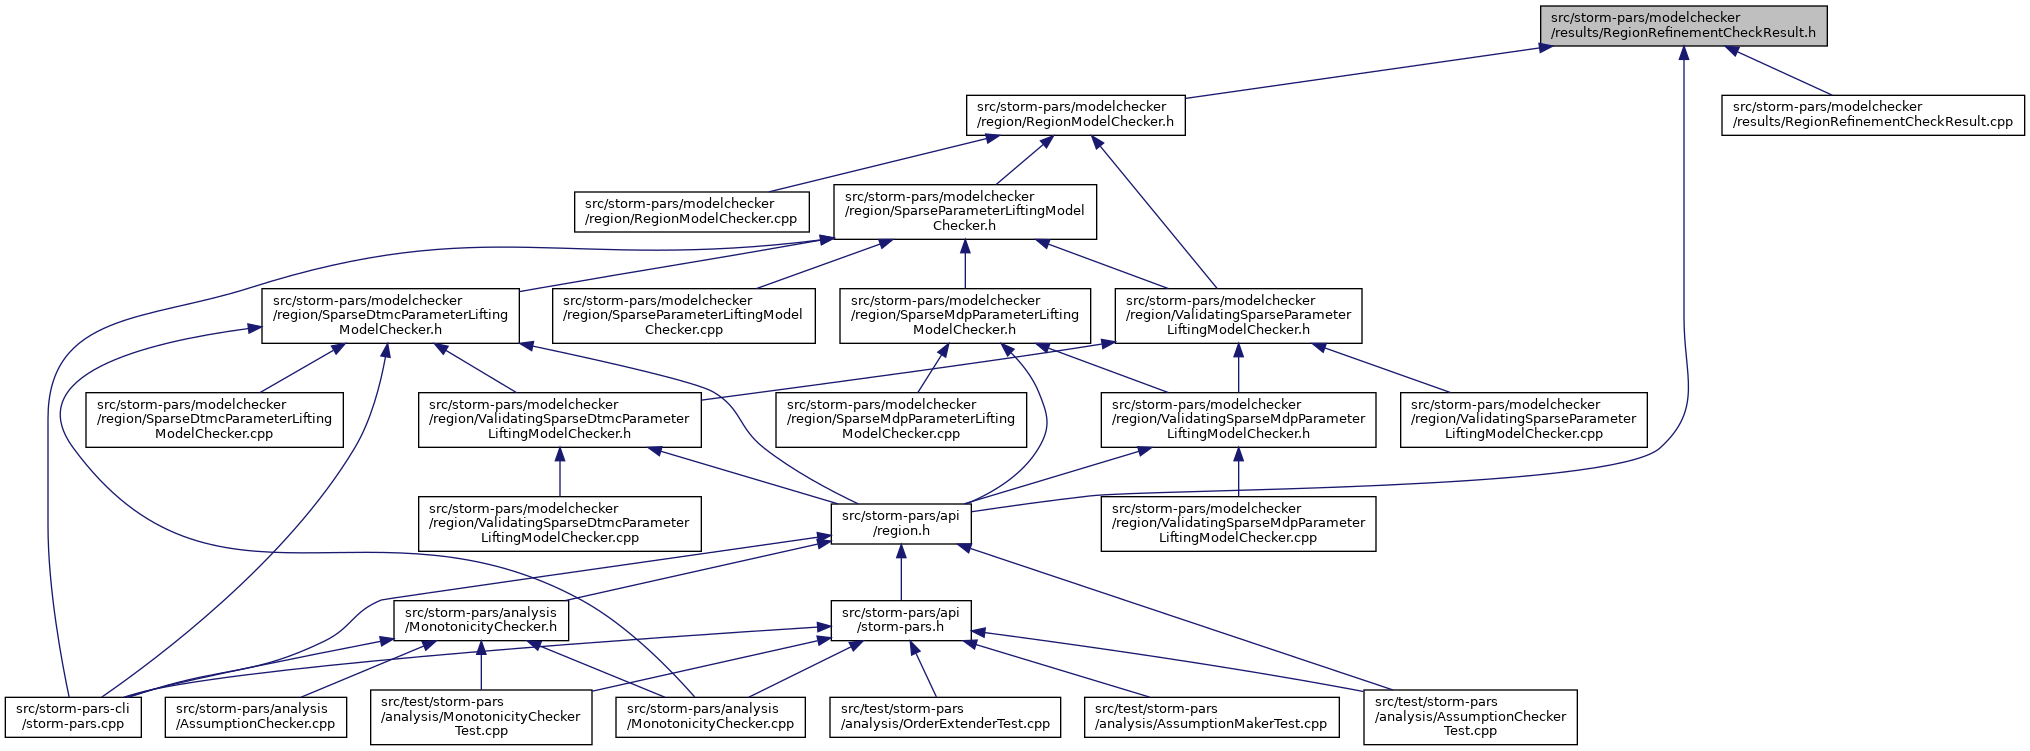 src/storm-pars/modelchecker
/results/RegionRefinementCheckResult.h
src/storm-pars/modelchecker
/region/RegionModelChecker.h
src/storm-pars/modelchecker
/results/RegionRefinementCheckResult.cpp
src/storm-pars/modelchecker
/region/RegionModelChecker.cpp
src/storm-pars/modelchecker
/region/SparseParameterLiftingModel
Checker.h
src/storm-pars/modelchecker
/region/SparseDtmcParameterLifting
ModelChecker.h
src/storm-pars/modelchecker
/region/SparseParameterLiftingModel
Checker.cpp
src/storm-pars/modelchecker
/region/SparseMdpParameterLifting
ModelChecker.h
src/storm-pars/modelchecker
/region/ValidatingSparseParameter
LiftingModelChecker.h
src/storm-pars/modelchecker
/region/SparseDtmcParameterLifting
ModelChecker.cpp
src/storm-pars/modelchecker
/region/ValidatingSparseDtmcParameter
LiftingModelChecker.h
src/storm-pars/modelchecker
/region/SparseMdpParameterLifting
ModelChecker.cpp
src/storm-pars/modelchecker
/region/ValidatingSparseMdpParameter
LiftingModelChecker.h
src/storm-pars/modelchecker
/region/ValidatingSparseParameter
LiftingModelChecker.cpp
src/storm-pars/modelchecker
/region/ValidatingSparseDtmcParameter
LiftingModelChecker.cpp
src/storm-pars/api
/region.h
src/storm-pars/modelchecker
/region/ValidatingSparseMdpParameter
LiftingModelChecker.cpp
src/storm-pars/analysis
/MonotonicityChecker.h
src/storm-pars/api
/storm-pars.h
src/storm-pars-cli
/storm-pars.cpp
src/storm-pars/analysis
/AssumptionChecker.cpp
src/test/storm-pars
/analysis/MonotonicityChecker
Test.cpp
src/storm-pars/analysis
/MonotonicityChecker.cpp
src/test/storm-pars
/analysis/OrderExtenderTest.cpp
src/test/storm-pars
/analysis/AssumptionMakerTest.cpp
src/test/storm-pars
/analysis/AssumptionChecker
Test.cpp